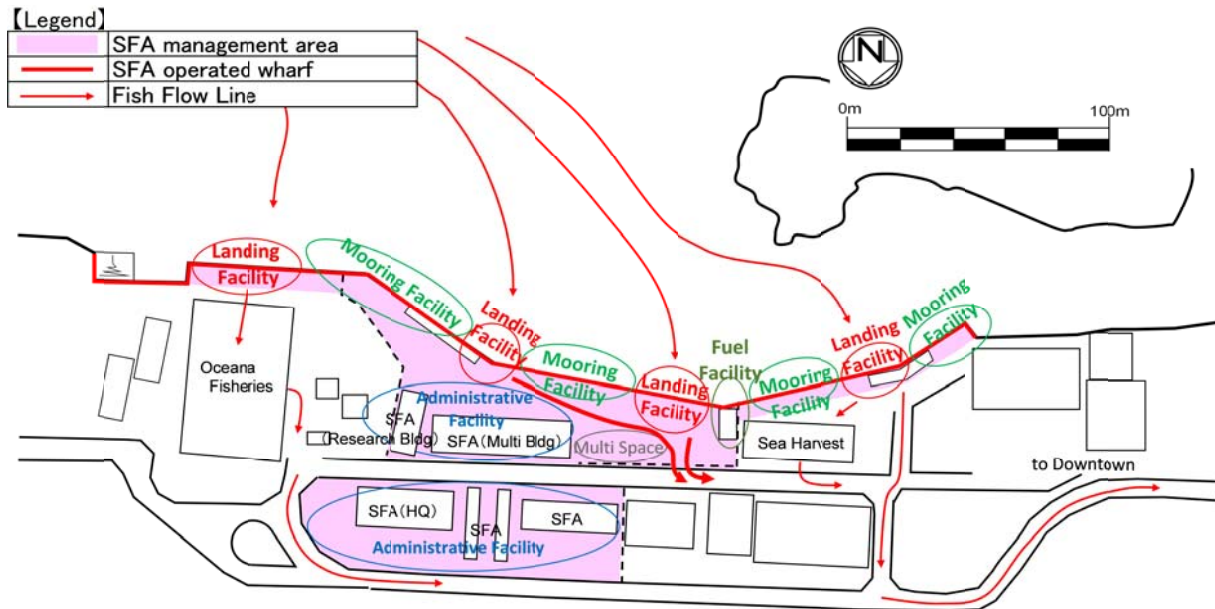 【Legend】
SFA management area
SFA operated wharf
Fish Flow Line
N
0m
100m
Landing
Facility
Mooring Facility
Landing
Facility
Mooring
Facility
Landing
Facility
Fuel
Facility
Mooring
Facility
Landing
Facility
Mooring
Facility
Oceana
Fisheries
Administrative
Facility
SFA
(Research Bldg)
SFA(Multi Bldg)
Multi Space
Sea Harvest
to Downtown
SFA(HQ)
SFA
SFA
Administrative Facility